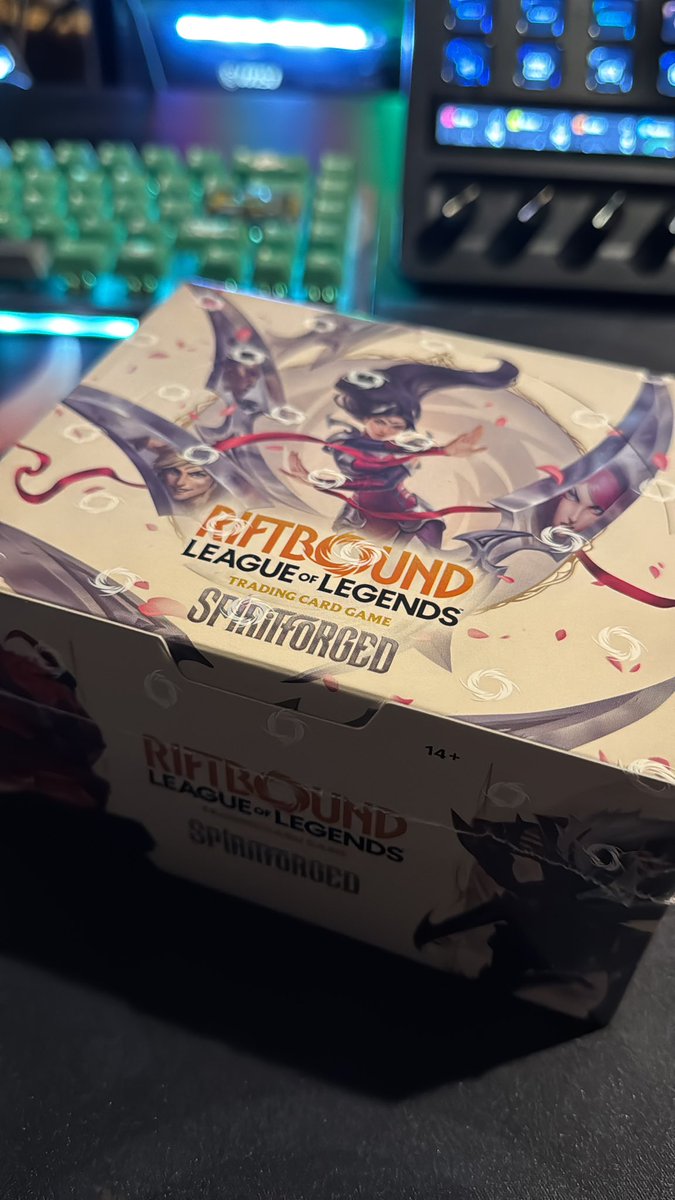 RIFTBOUND
LEAGUE OF LEGENDS
TRADING CARD GAME
SPIRITFORGED
14+
RIFTBOUND
LEAGUE OF LEGENDS
SPIRITFORGED